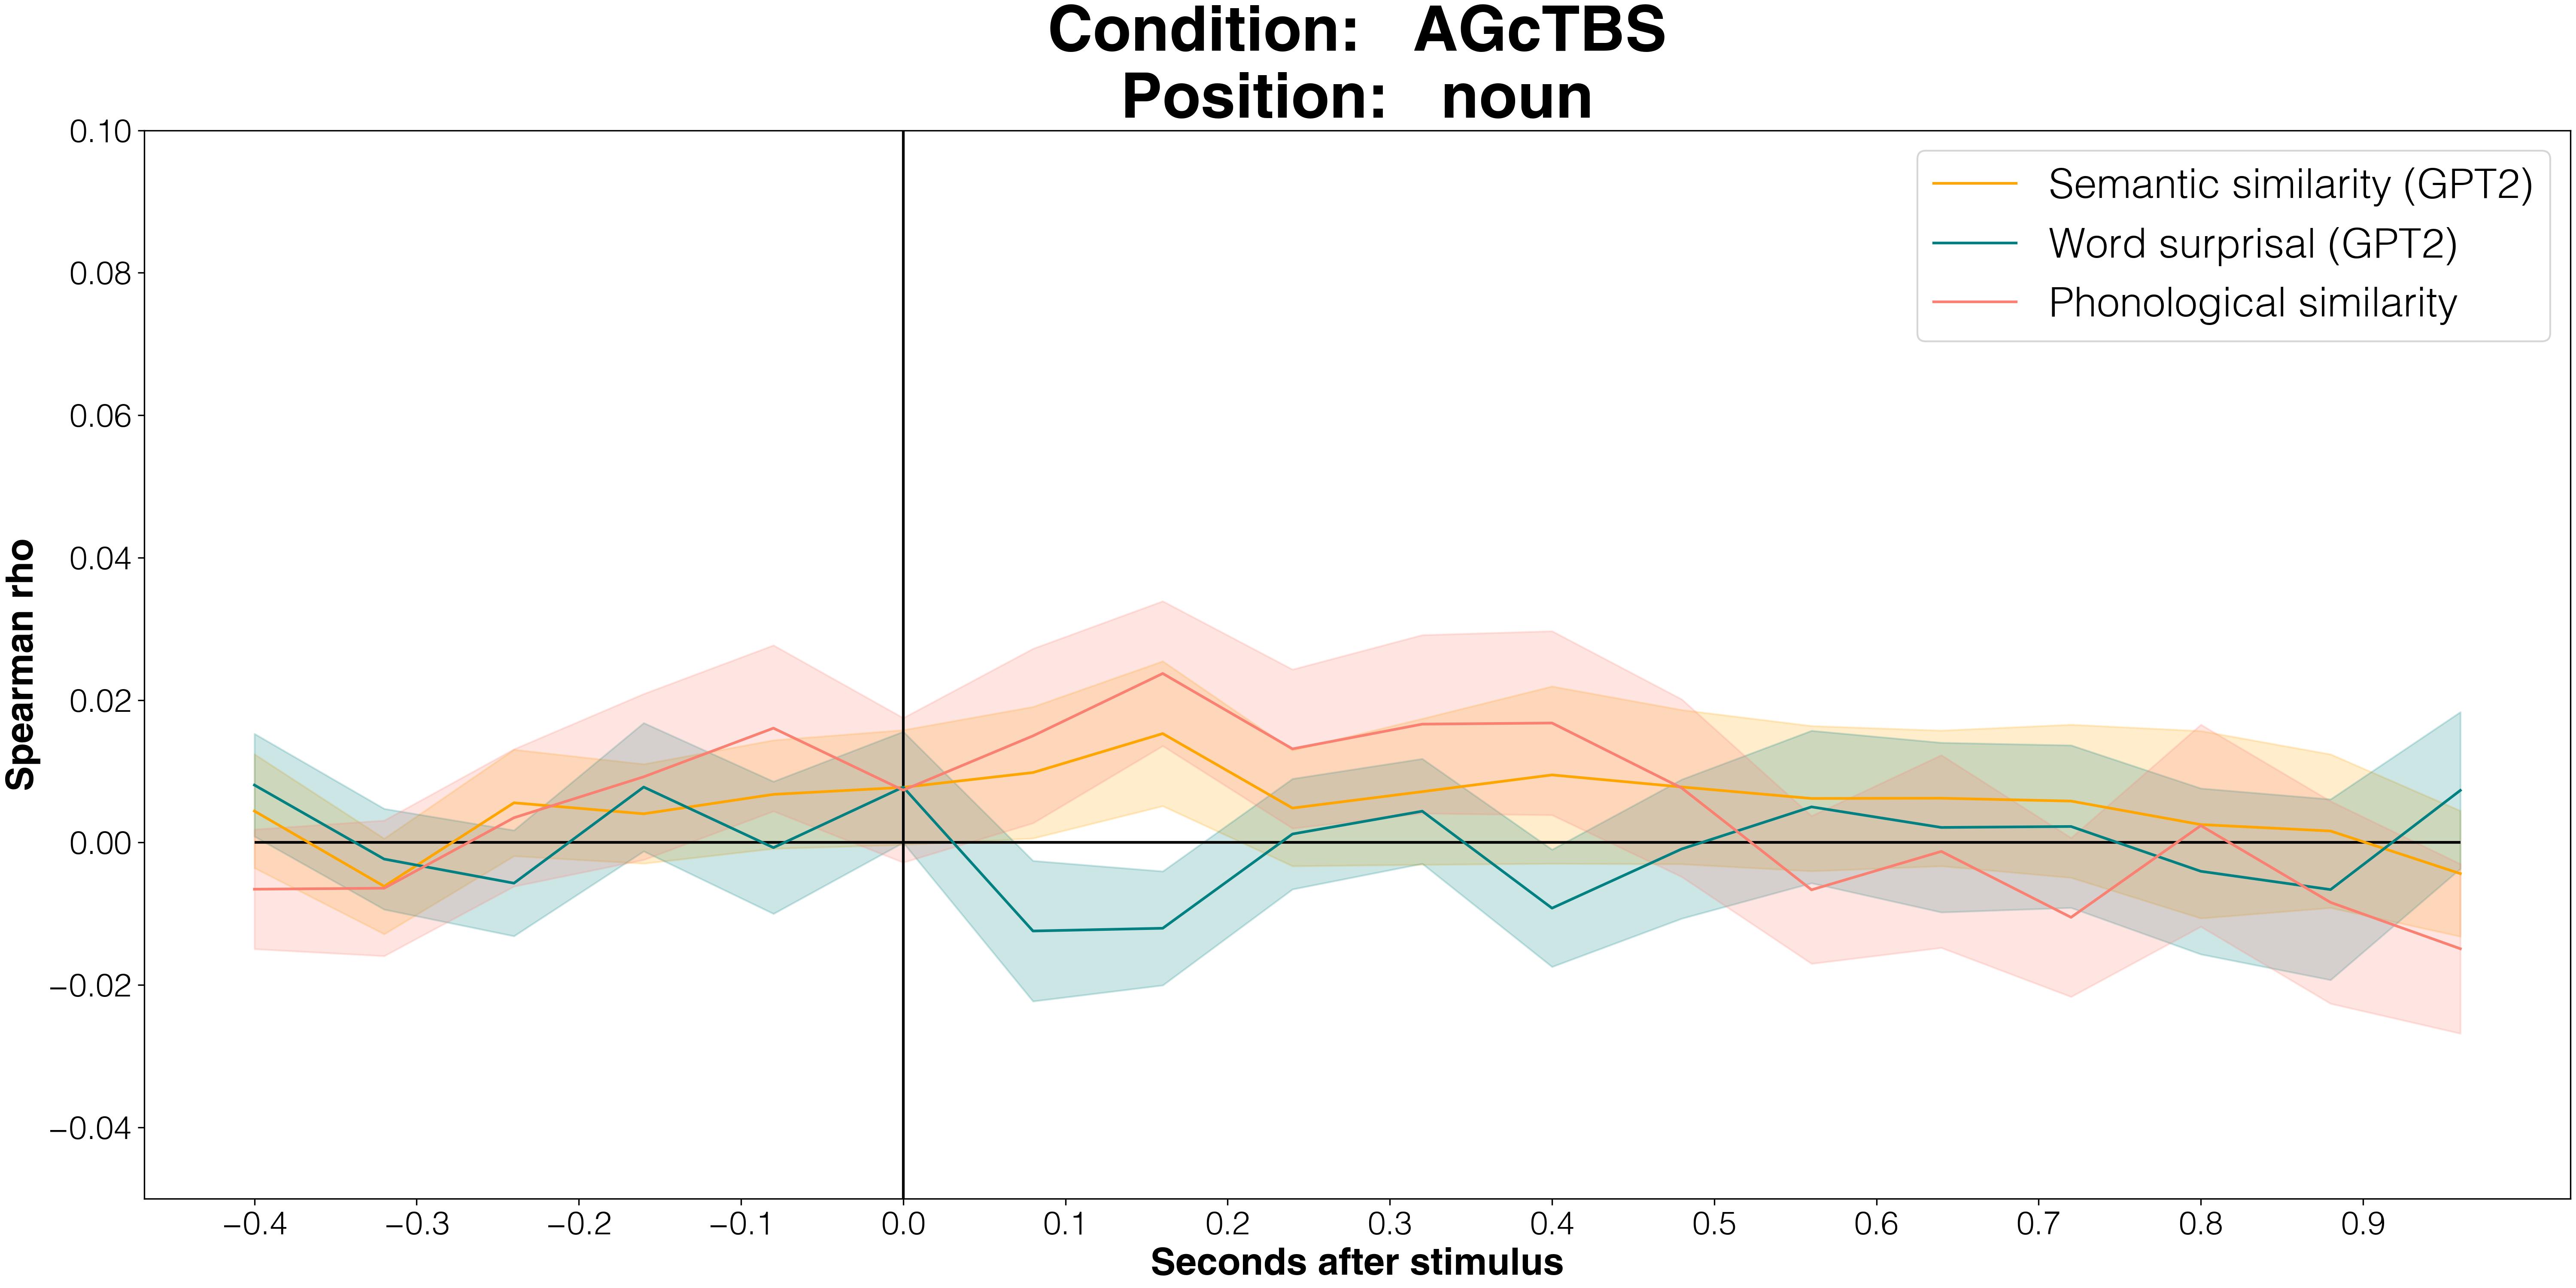 Condition: AGcTBS
Position: noun
0.10
0.08
0.06
0.04
0.02
0.00
−0.02
−0.04
Spearman rho
Semantic similarity (GPT2)
Word surprisal (GPT2)
Phonological similarity
−0.4 −0.3 −0.2 −0.1 0.0 0.1 0.2 0.3 0.4 0.5 0.6 0.7 0.8 0.9
Seconds after stimulus